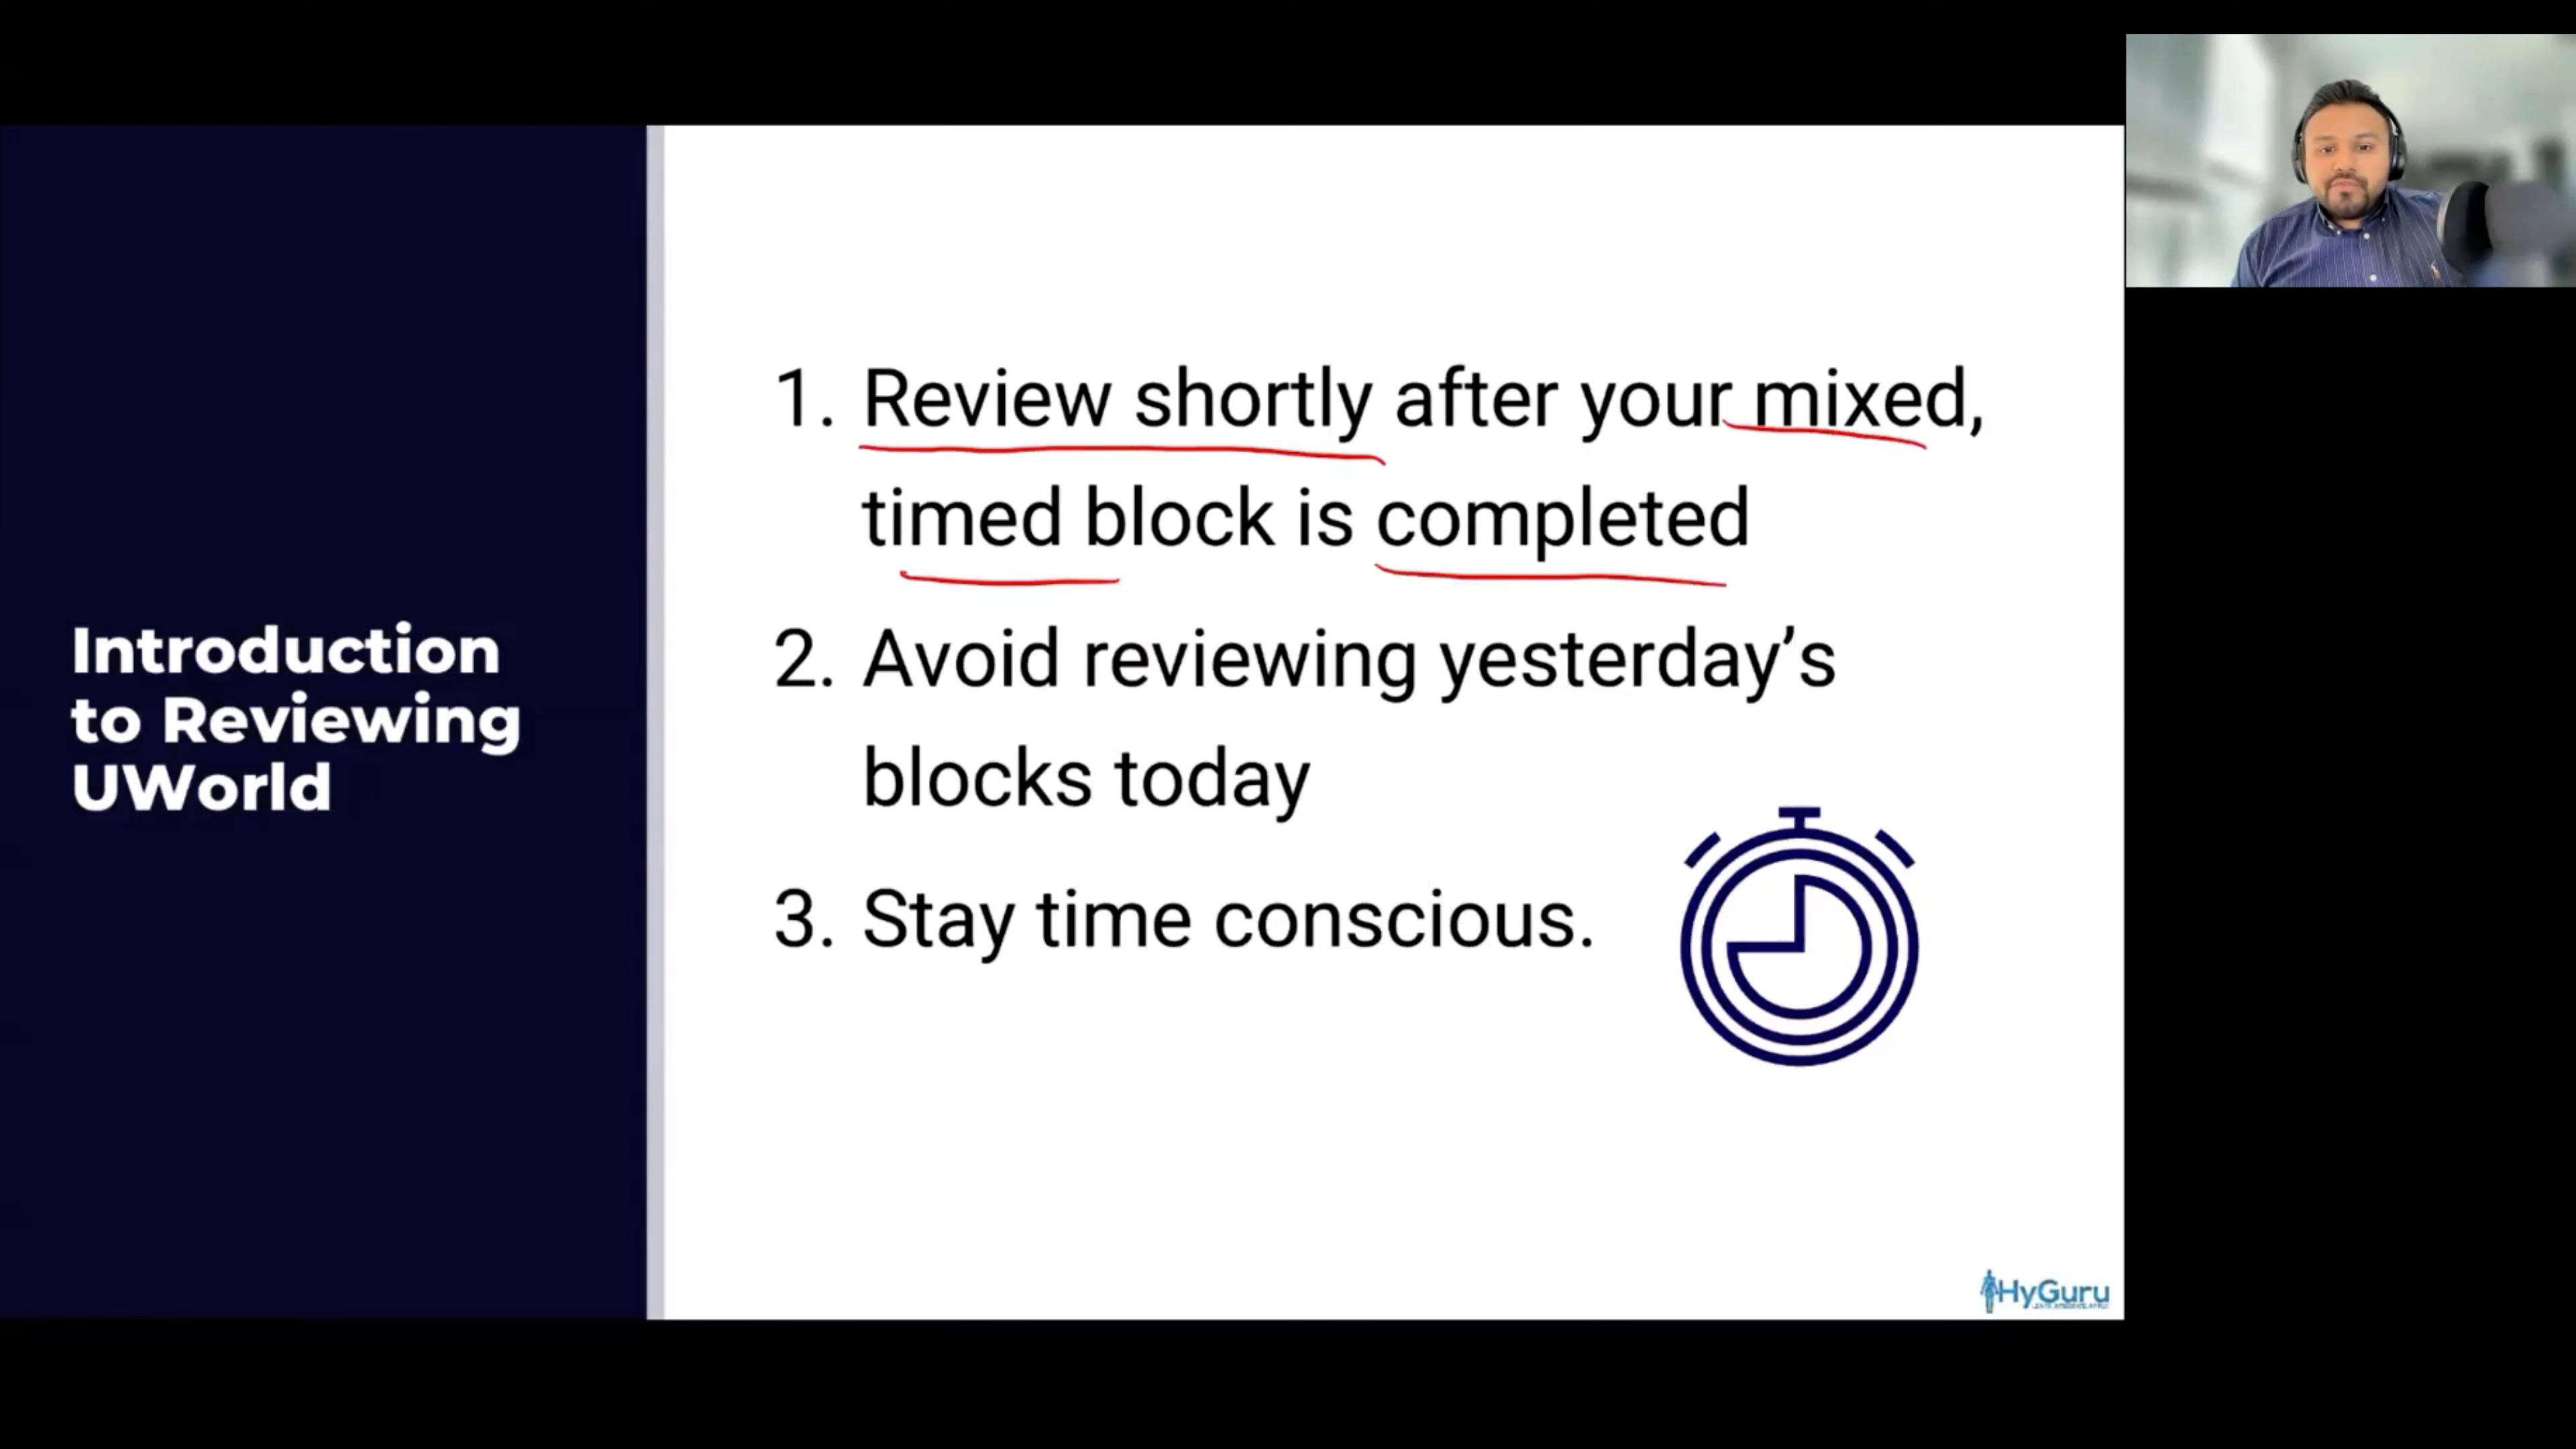 Introduction
to Reviewing
UWorld
1. Review shortly after your mixed,
timed block is completed
2. Avoid reviewing yesterday’s
blocks today
3. Stay time conscious.
HyGuru